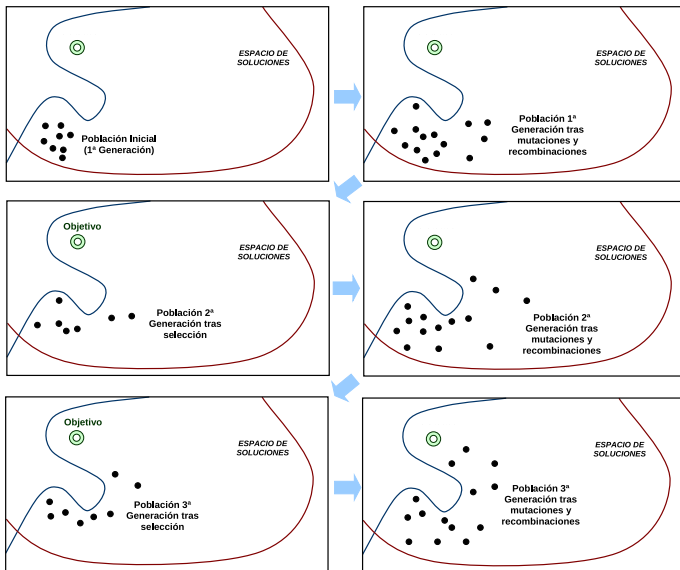 ESPACIO DE
SOLUCIONES
Población Inicial
(1ª Generación)
ESPACIO DE
SOLUCIONES
Población 1ª
Generación tras
mutaciones y
recombinaciones
Objetivo
ESPACIO DE
SOLUCIONES
Población 2ª
Generación tras
selección
ESPACIO DE
SOLUCIONES
Población 2ª
Generación tras
mutaciones y
recombinaciones
Objetivo
ESPACIO DE
SOLUCIONES
Población 3ª
Generación tras
selección
ESPACIO DE
SOLUCIONES
Población 3ª
Generación tras
mutaciones y
recombinaciones